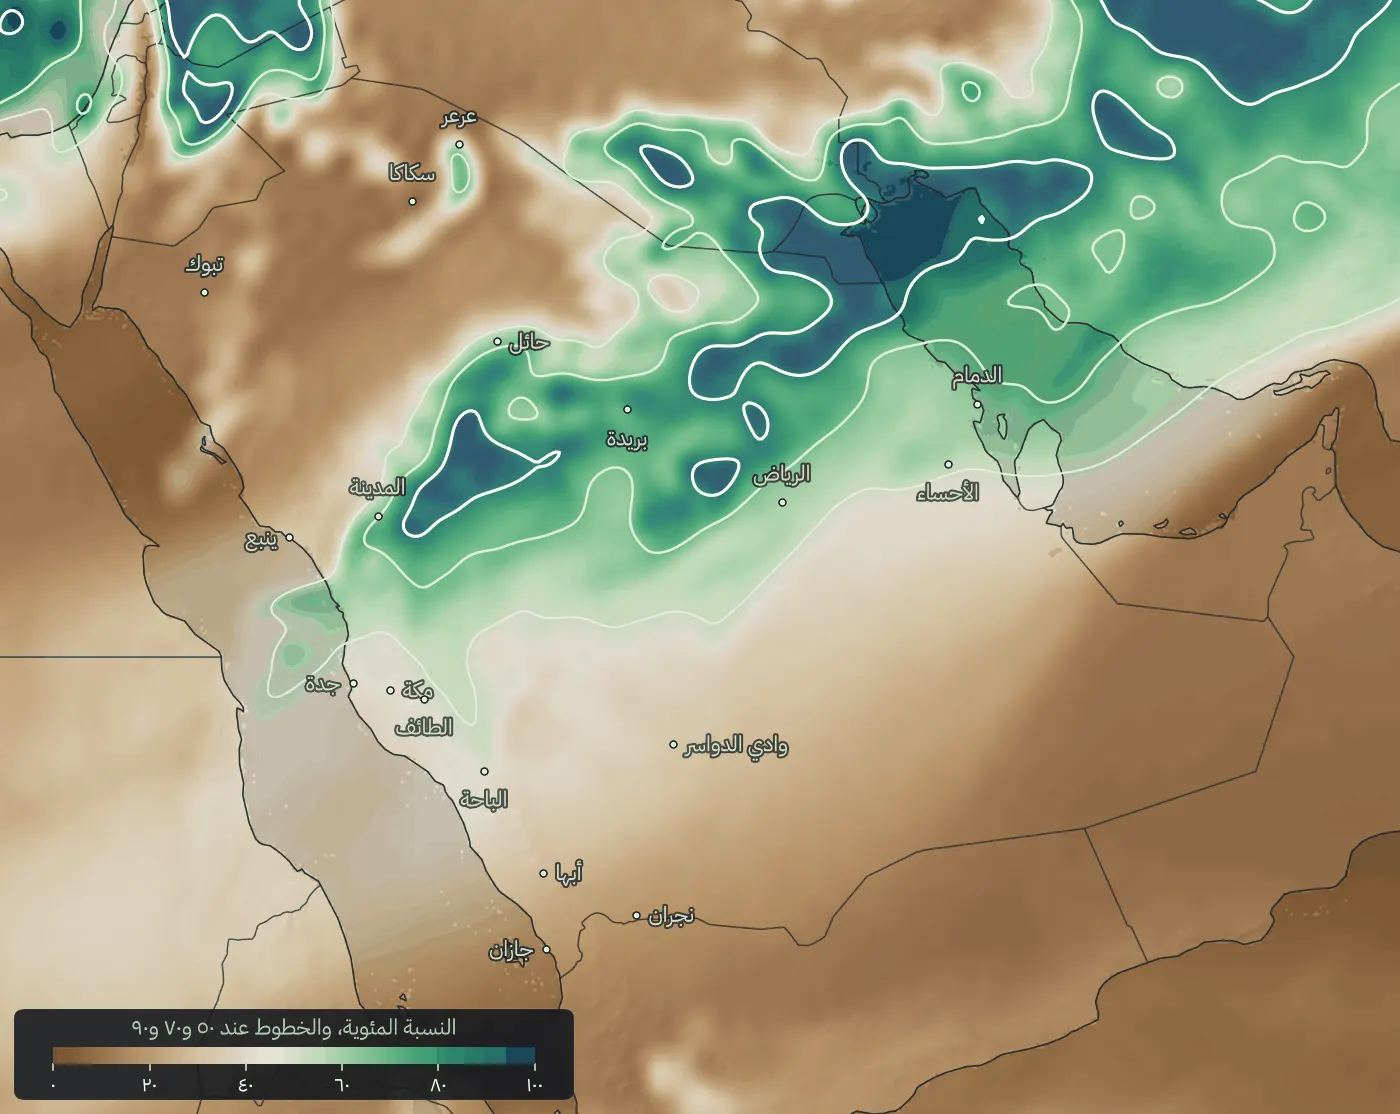 عرعر
سكاكا
تبوك
حائل
الدمام
بريدة
الرياض
المدينة
الأحساء
ينبع
جدة
مكة
الطائف
وادي الدواسر
الباحة
أبها
نجران
جازان
النسبة المئوية، والخطوط عند ٥٠ و٧٠ و٩٠
٠ ٢٠ ٤٠ ٦٠ ٨٠ ١٠٠